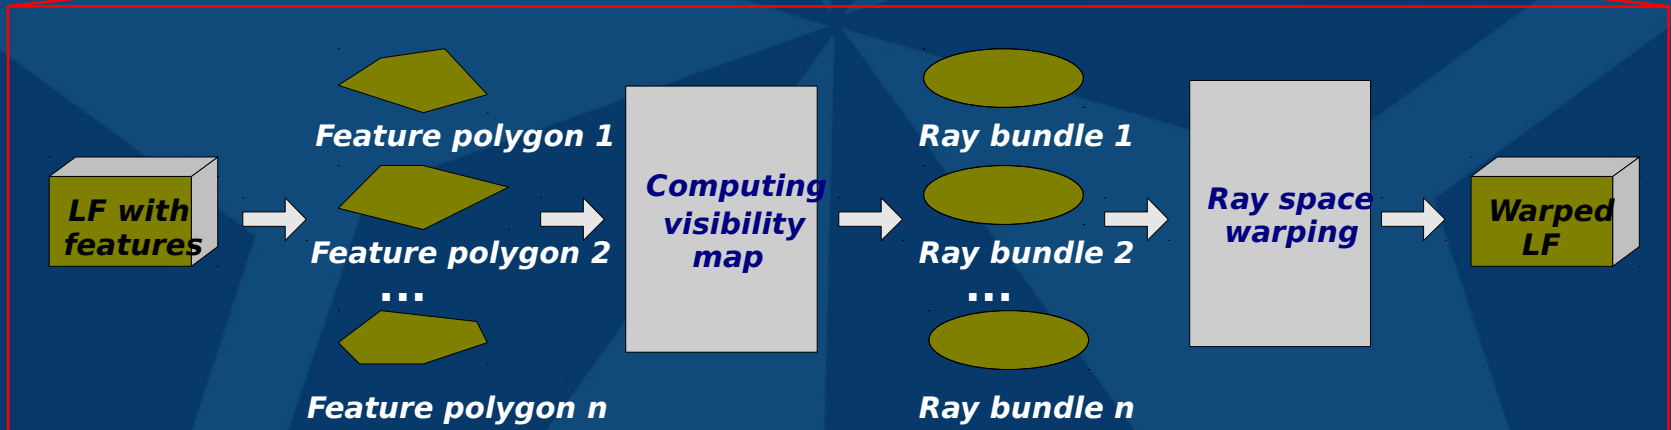 LF with
features
Feature polygon 1
Feature polygon 2
...
Feature polygon n
Computing
visibility
map
Ray bundle 1
Ray bundle 2
...
Ray bundle n
Ray space
warping
Warped
LF